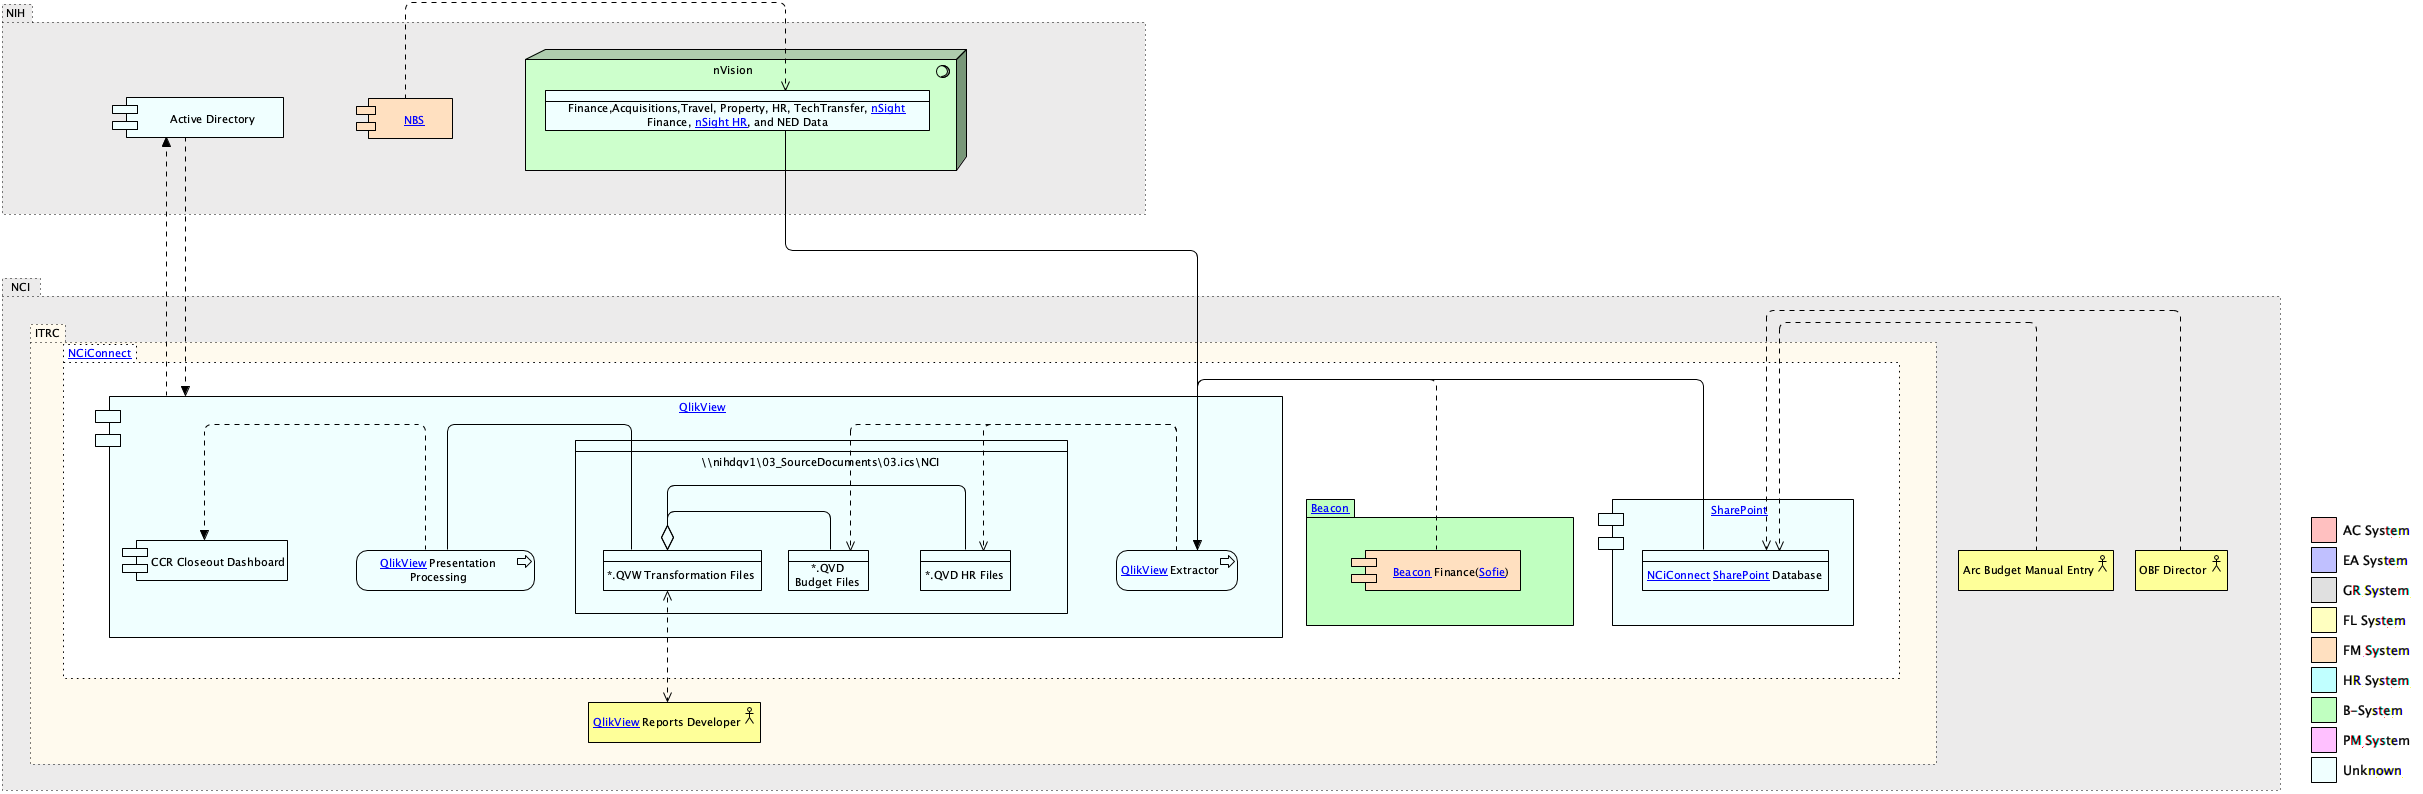 NIH
nVision
Active Directory
NBS
Finance,Acquisitions,Travel, Property, HR, TechTransfer, nSight
Finance, nSight HR, and NED Data
NCI
ITRC
NCiConnect
QlikView
\\nihdqv1\03_SourceDocuments\03.ics\NCI
CCR Closeout Dashboard
QlikView Presentation
Processing
*.QVW Transformation Files
*.QVD
Budget Files
*.QVD HR Files
QlikView Extractor
Beacon
Beacon Finance(Sofie)
SharePoint
NCiConnect SharePoint Database
Arc Budget Manual Entry
OBF Director
QlikView Reports Developer
AC System
EA System
GR System
FL System
FM System
HR System
B-System
PM System
Unknown